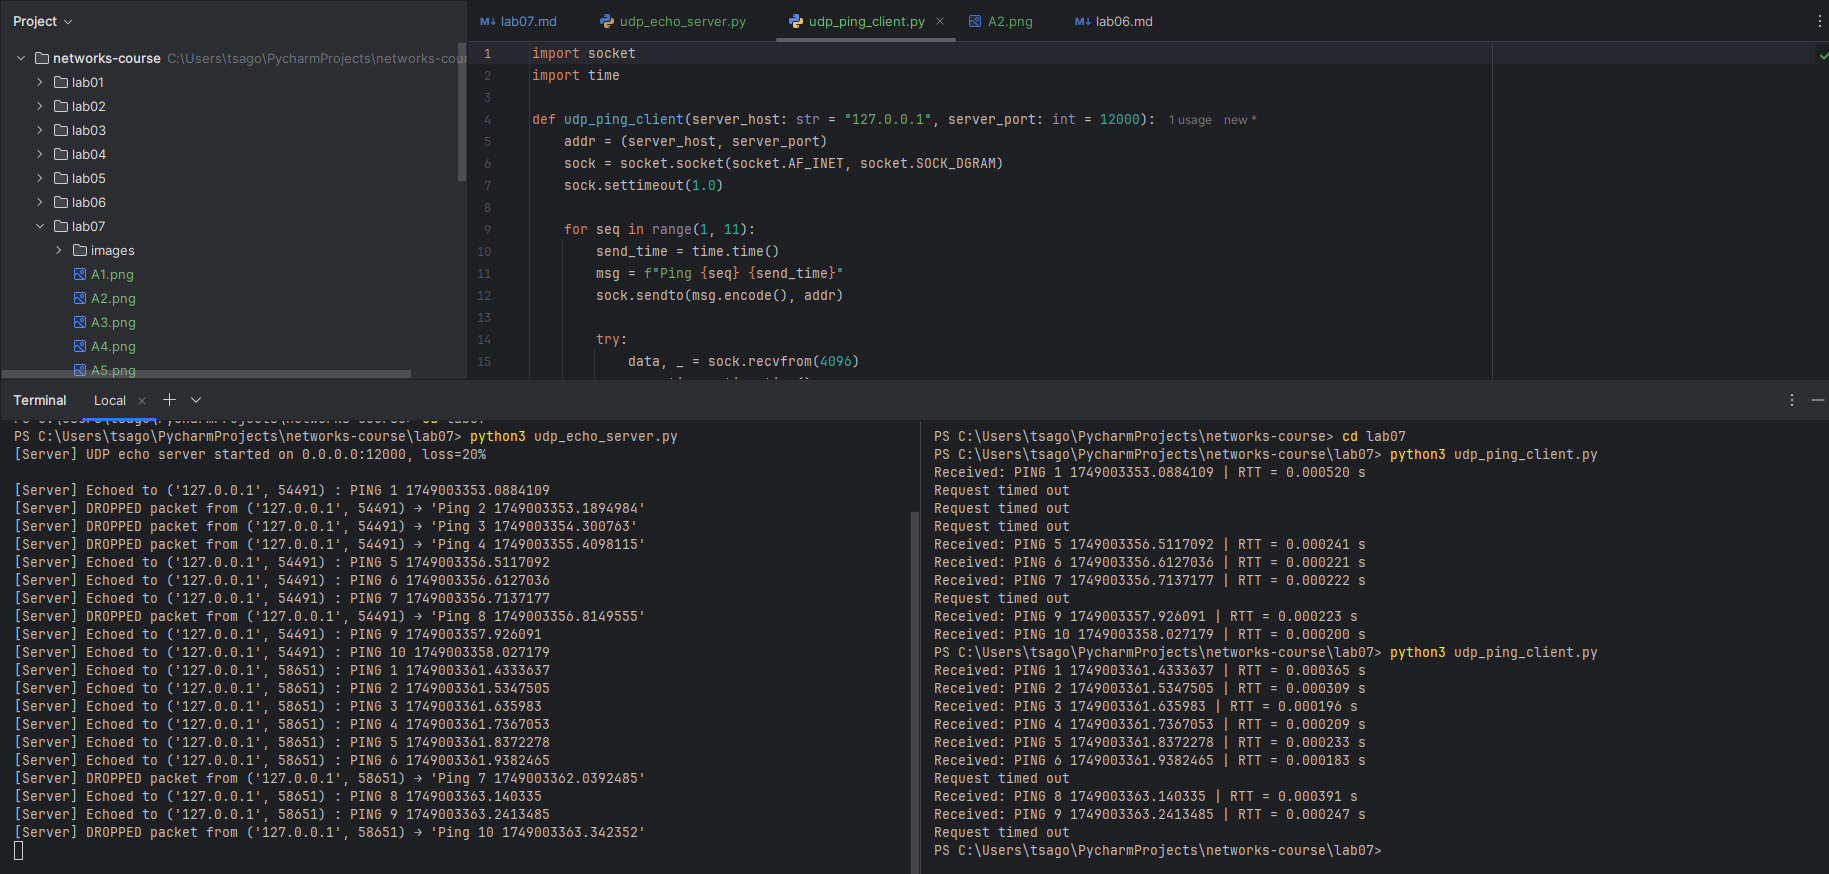 Project
lab07.md
udp_echo_server.py
udp_ping_client.py
A2.png
lab06.md
networks-course C:\Users\tsago\PycharmProjects\networks-cou
lab01
lab02
lab03
lab04
lab05
lab06
lab07
images
A1.png
A2.png
A3.png
A4.png
A5.png
1 import socket
2 import time
3
4 def udp_ping_client(server_host: str = "127.0.0.1", server_port: int = 12000): 1 usage new *
5 addr = (server_host, server_port)
6 sock = socket.socket(socket.AF_INET, socket.SOCK_DGRAM)
7 sock.settimeout(1.0)
8
9 for seq in range(1, 11):
10 send_time = time.time()
11 msg = f"Ping {seq} {send_time}"
12 sock.sendto(msg.encode(), addr)
13
14 try:
15 data, _ = sock.recvfrom(4096)
Terminal
Local
PS C:\Users\tsago\PycharmProjects\networks-course> cd lab07
PS C:\Users\tsago\PycharmProjects\networks-course\lab07> python3 udp_echo_server.py
[Server] UDP echo server started on 0.0.0.0:12000, loss=20%
[Server] Echoed to ('127.0.0.1', 54491) : PING 1 1749003353.0884109
[Server] DROPPED packet from ('127.0.0.1', 54491) → 'Ping 2 1749003353.1894984'
[Server] DROPPED packet from ('127.0.0.1', 54491) → 'Ping 3 1749003354.300763'
[Server] DROPPED packet from ('127.0.0.1', 54491) → 'Ping 4 1749003355.4098115'
[Server] Echoed to ('127.0.0.1', 54491) : PING 5 1749003356.5117092
[Server] Echoed to ('127.0.0.1', 54491) : PING 6 1749003356.6127036
[Server] Echoed to ('127.0.0.1', 54491) : PING 7 1749003356.7137177
[Server] DROPPED packet from ('127.0.0.1', 54491) → 'Ping 8 1749003356.8149555'
[Server] Echoed to ('127.0.0.1', 54491) : PING 9 1749003357.926091
[Server] Echoed to ('127.0.0.1', 54491) : PING 10 1749003358.027179
[Server] Echoed to ('127.0.0.1', 58651) : PING 1 1749003361.4333637
[Server] Echoed to ('127.0.0.1', 58651) : PING 2 1749003361.5347505
[Server] Echoed to ('127.0.0.1', 58651) : PING 3 1749003361.635983
[Server] Echoed to ('127.0.0.1', 58651) : PING 4 1749003361.7367053
[Server] Echoed to ('127.0.0.1', 58651) : PING 5 1749003361.8372278
[Server] Echoed to ('127.0.0.1', 58651) : PING 6 1749003361.9382465
[Server] DROPPED packet from ('127.0.0.1', 58651) → 'Ping 7 1749003362.0392485'
[Server] Echoed to ('127.0.0.1', 58651) : PING 8 1749003363.140335
[Server] Echoed to ('127.0.0.1', 58651) : PING 9 1749003363.2413485
[Server] DROPPED packet from ('127.0.0.1', 58651) → 'Ping 10 1749003363.342352'
PS C:\Users\tsago\PycharmProjects\networks-course> cd lab07
PS C:\Users\tsago\PycharmProjects\networks-course\lab07> python3 udp_ping_client.py
Received: PING 1 1749003353.0884109 | RTT = 0.000520 s
Request timed out
Request timed out
Request timed out
Received: PING 5 1749003356.5117092 | RTT = 0.000241 s
Received: PING 6 1749003356.6127036 | RTT = 0.000221 s
Received: PING 7 1749003356.7137177 | RTT = 0.000222 s
Request timed out
Received: PING 9 1749003357.926091 | RTT = 0.000223 s
Received: PING 10 1749003358.027179 | RTT = 0.000200 s
PS C:\Users\tsago\PycharmProjects\networks-course\lab07> python3 udp_ping_client.py
Received: PING 1 1749003361.4333637 | RTT = 0.000365 s
Received: PING 2 1749003361.5347505 | RTT = 0.000309 s
Received: PING 3 1749003361.635983 | RTT = 0.000196 s
Received: PING 4 1749003361.7367053 | RTT = 0.000209 s
Received: PING 5 1749003361.8372278 | RTT = 0.000233 s
Received: PING 6 1749003361.9382465 | RTT = 0.000183 s
Request timed out
Received: PING 8 1749003363.140335 | RTT = 0.000391 s
Received: PING 9 1749003363.2413485 | RTT = 0.000247 s
Request timed out
PS C:\Users\tsago\PycharmProjects\networks-course\lab07>